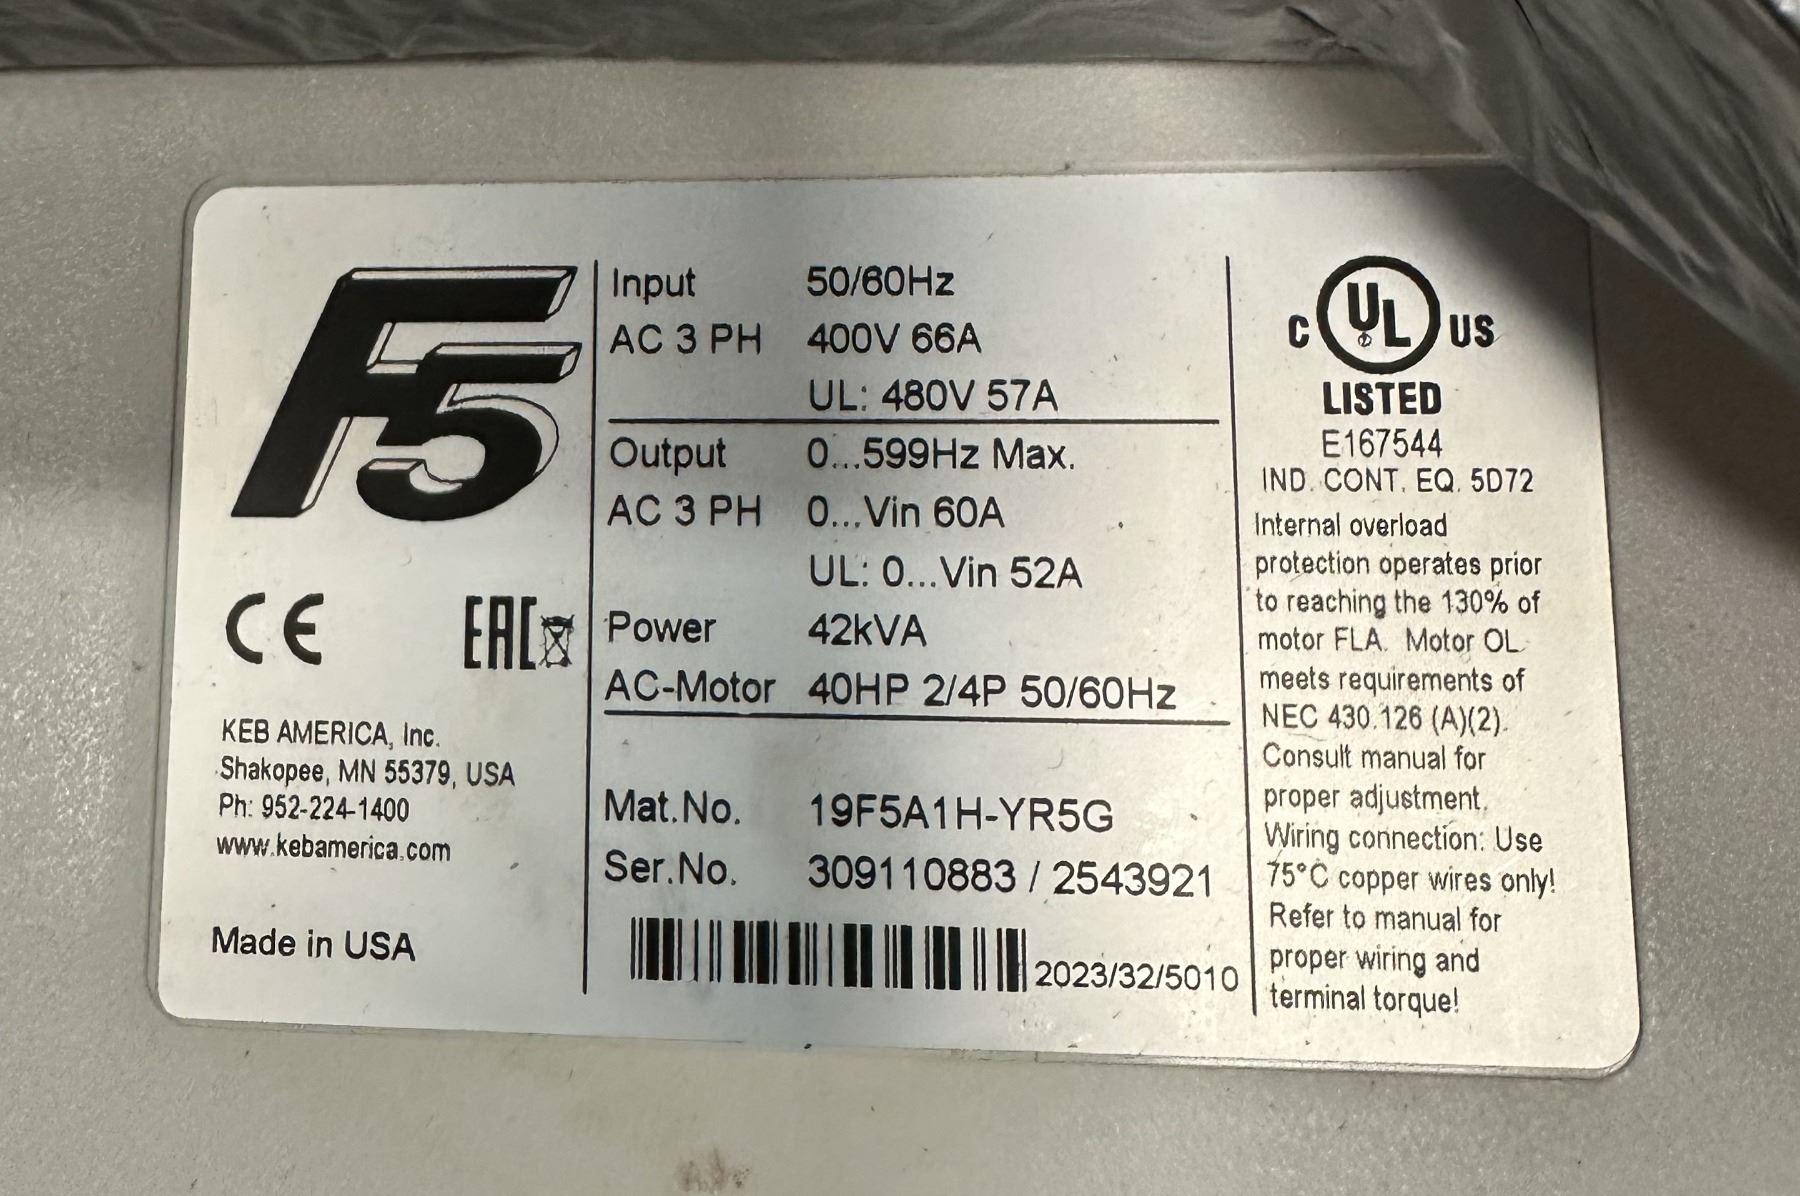 F5
CE
EAC
KEB AMERICA, Inc.
Shakopee, MN 55379, USA
Ph: 952-224-1400
www.kebamerica.com
Made in USA
Input 50/60Hz
AC 3 PH 400V 66A
UL: 480V 57A
Output 0...599Hz Max.
AC 3 PH 0...Vin 60A
UL: 0...Vin 52A
Power 42kVA
AC-Motor 40HP 2/4P 50/60Hz
Mat.No. 19F5A1H-YR5G
Ser.No. 309110883 / 2543921
2023/32/5010
C UL US
LISTED
E167544
IND. CONT. EQ. 5D72
Internal overload
protection operates prior
to reaching the 130% of
motor FLA. Motor OL
meets requirements of
NEC 430.126 (A)(2).
Consult manual for
proper adjustment.
Wiring connection: Use
75°C copper wires only!
Refer to manual for
proper wiring and
terminal torque!